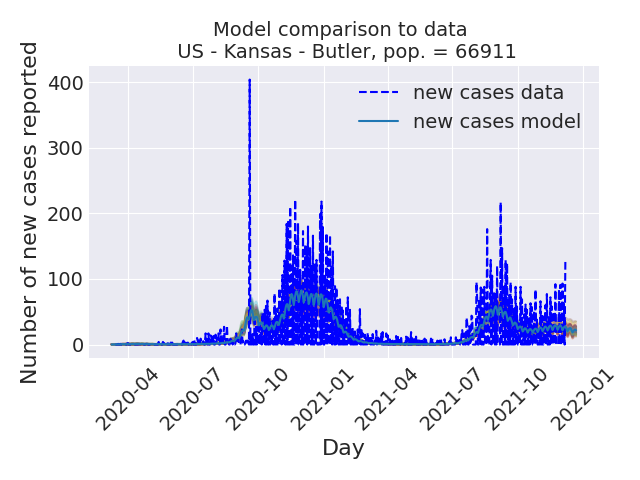 Model comparison to data
US - Kansas - Butler, pop. = 66911
Number of new cases reported
400
300
200
100
0
new cases data
new cases model
2020-04
2020-07
2020-10
2021-01
2021-04
2021-07
2021-10
2022-01
Day